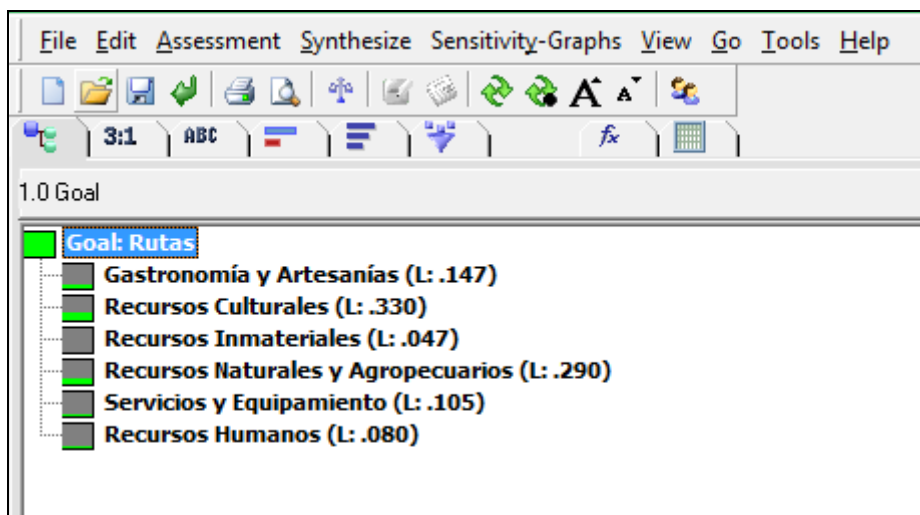 File Edit Assessment Synthesize Sensitivity-Graphs View Go Tools Help
A A
3:1 ABC fx
1.0 Goal
Goal: Rutas
Gastronomía y Artesanías (L: .147)
Recursos Culturales (L: .330)
Recursos Inmateriales (L: .047)
Recursos Naturales y Agropecuarios (L: .290)
Servicios y Equipamiento (L: .105)
Recursos Humanos (L: .080)